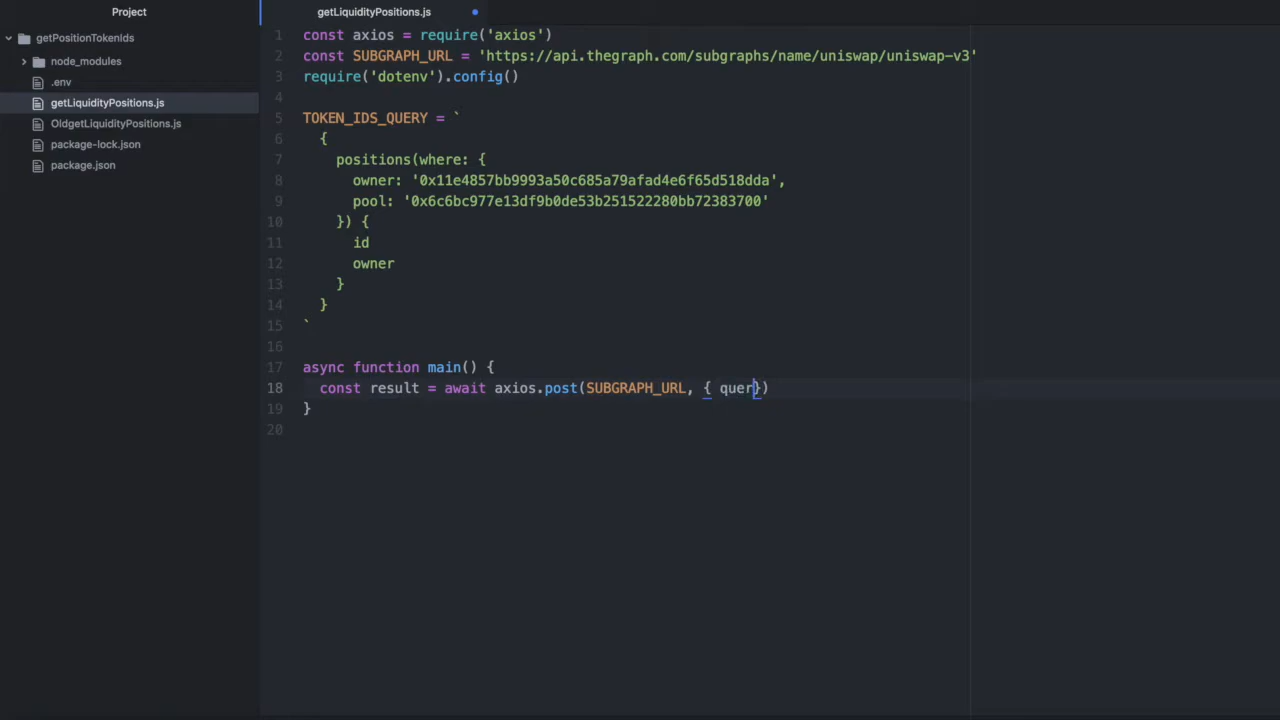 Project
getPositionTokenIds
node_modules
.env
getLiquidityPositions.js
OldgetLiquidityPositions.js
package-lock.json
package.json
getLiquidityPositions.js
1 const axios = require('axios')
2 const SUBGRAPH_URL = 'https://api.thegraph.com/subgraphs/name/uniswap/uniswap-v3'
3 require('dotenv').config()
4
5 TOKEN_IDS_QUERY = `
6 {
7 positions(where: {
8 owner: '0x11e4857bb9993a50c685a79afad4e6f65d518dda',
9 pool: '0x6c6bc977e13df9b0de53b251522280bb72383700'
10 }) {
11 id
12 owner
13 }
14 }
15 `
16
17 async function main() {
18 const result = await axios.post(SUBGRAPH_URL, { quer})
19 }
20